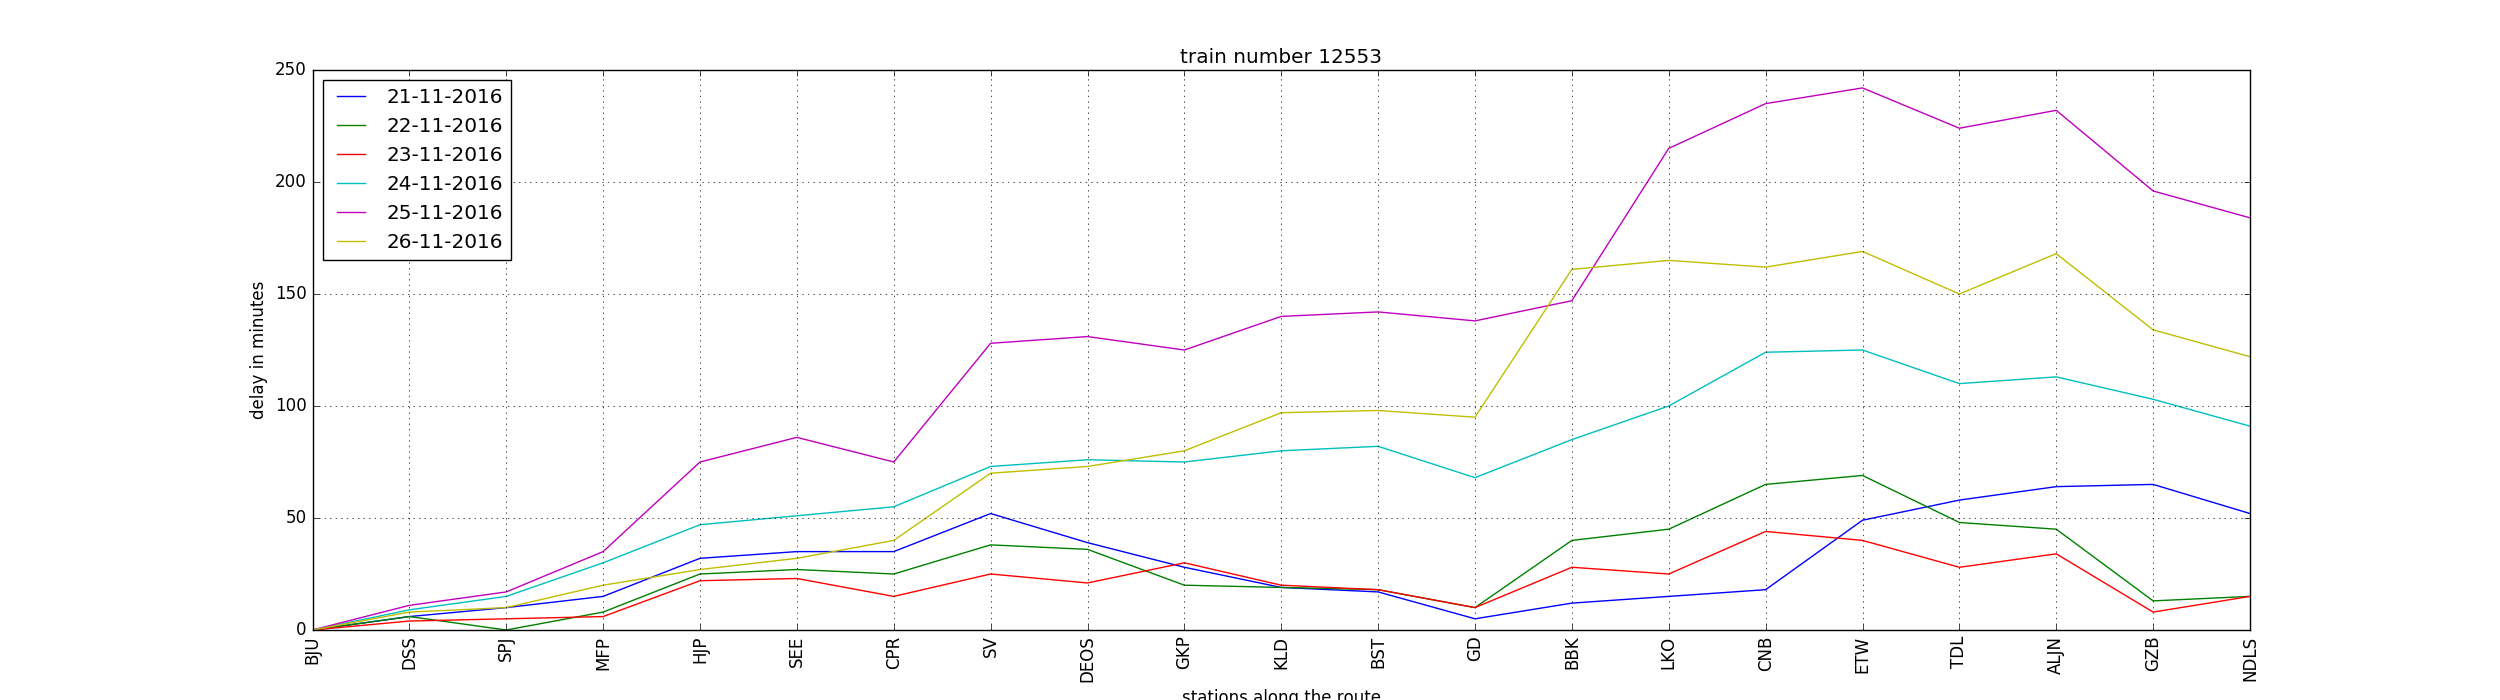 train number 12553
250
200
150
100
50
0
delay in minutes
21-11-2016
22-11-2016
23-11-2016
24-11-2016
25-11-2016
26-11-2016
BJU
DSS
SPJ
MFP
HJP
SEE
CPR
SV
DEOS
GKP
KLD
BST
GD
BBK
LKO
CNB
ETW
TDL
ALJN
GZB
NDLS
stations along the route